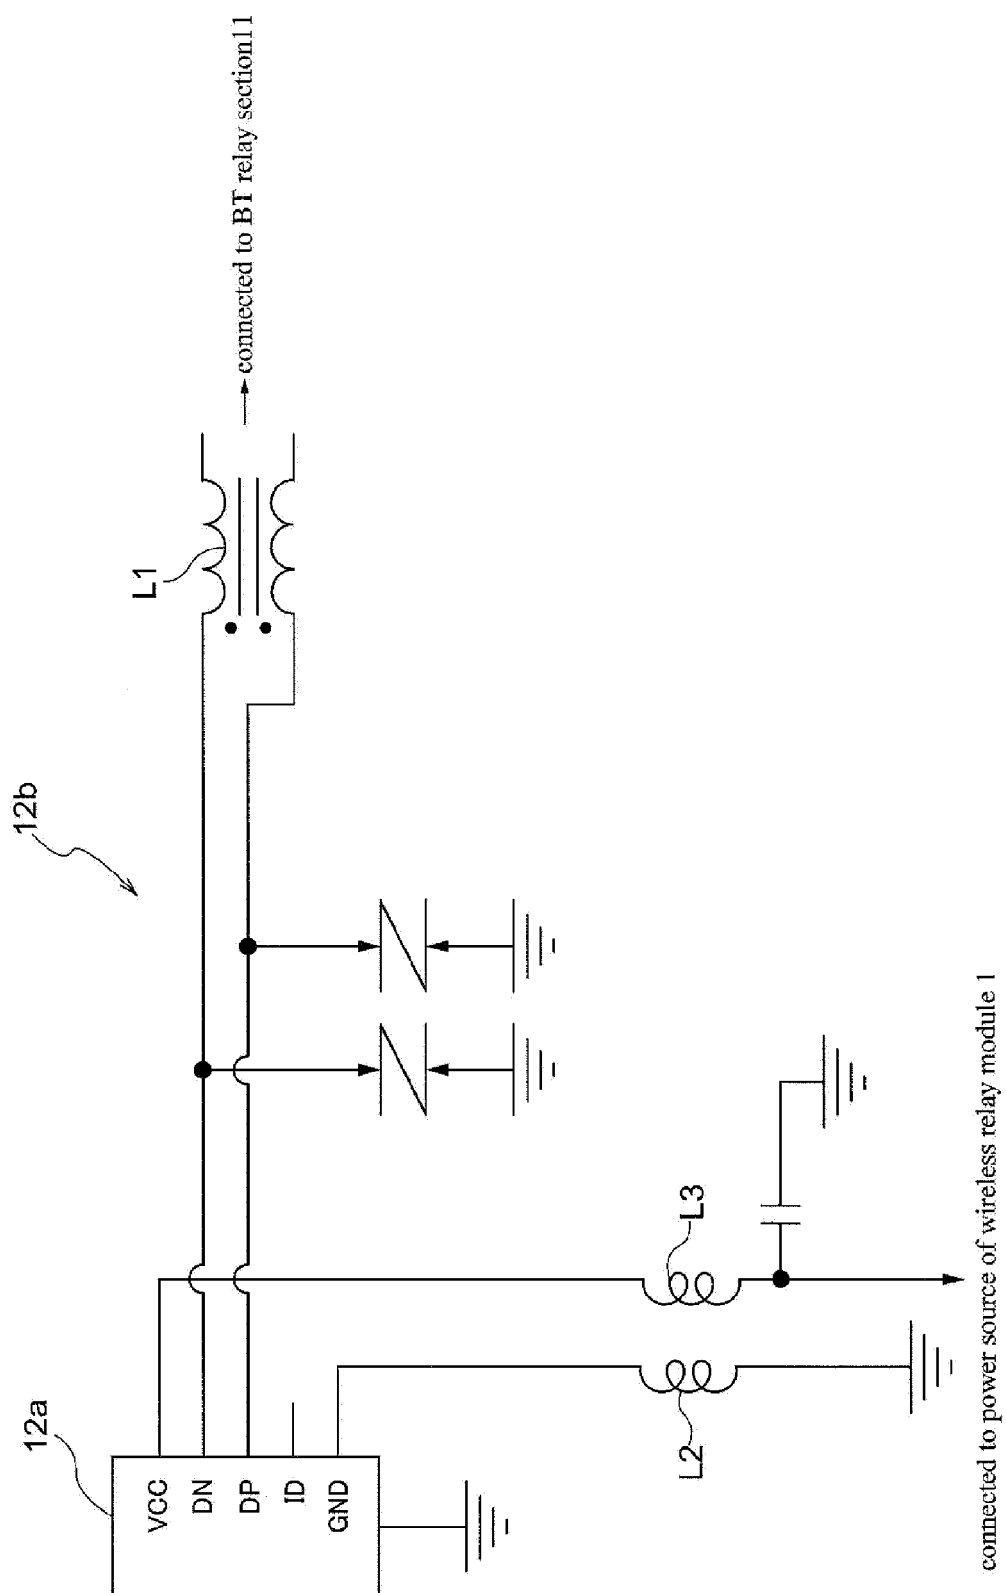 12a
VCC
DN
DP
ID
GND
12b
L1
connected to BT relay section11
L2
L3
connected to power source of wireless relay module 1